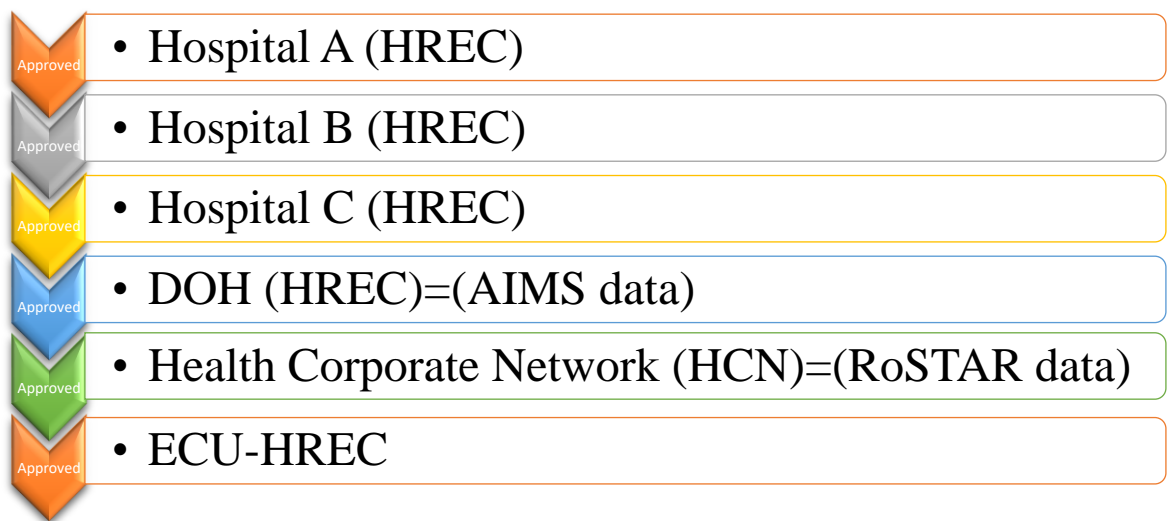 Approved
• Hospital A (HREC)
Approved
• Hospital B (HREC)
Approved
• Hospital C (HREC)
Approved
• DOH (HREC)=(AIMS data)
Approved
• Health Corporate Network (HCN)=(RoSTAR data)
Approved
• ECU-HREC